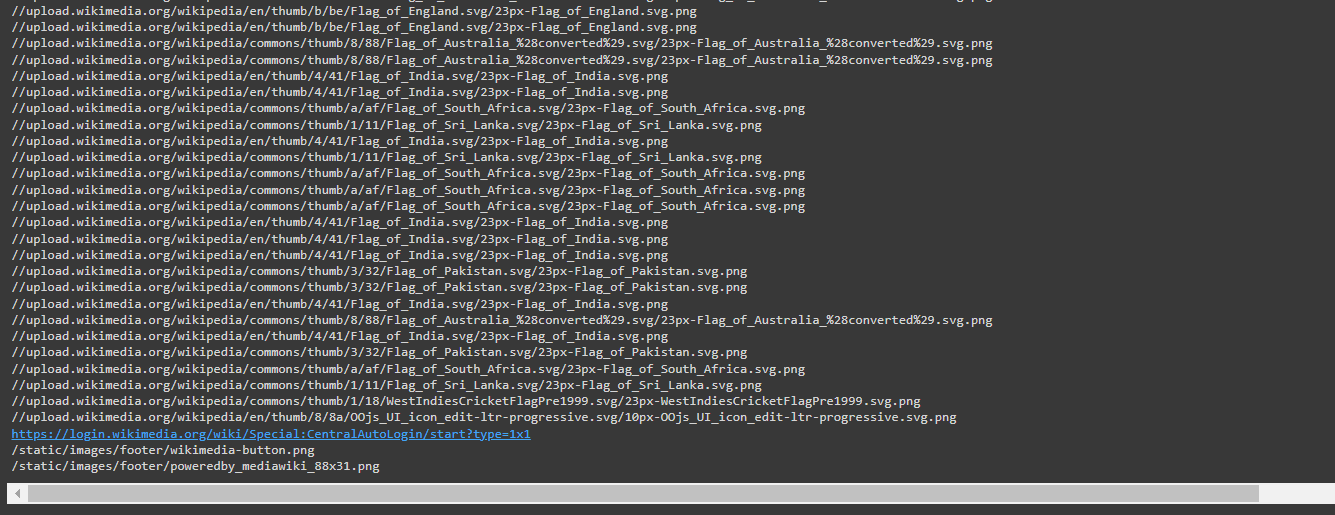 //upload.wikimedia.org/wikipedia/en/thumb/b/be/Flag_of_England.svg/23px-Flag_of_England.svg.png
//upload.wikimedia.org/wikipedia/en/thumb/b/be/Flag_of_England.svg/23px-Flag_of_England.svg.png
//upload.wikimedia.org/wikipedia/commons/thumb/8/88/Flag_of_Australia_%28converted%29.svg/23px-Flag_of_Australia_%28converted%29.svg.png
//upload.wikimedia.org/wikipedia/commons/thumb/8/88/Flag_of_Australia_%28converted%29.svg/23px-Flag_of_Australia_%28converted%29.svg.png
//upload.wikimedia.org/wikipedia/en/thumb/4/41/Flag_of_India.svg/23px-Flag_of_India.svg.png
//upload.wikimedia.org/wikipedia/en/thumb/4/41/Flag_of_India.svg/23px-Flag_of_India.svg.png
//upload.wikimedia.org/wikipedia/commons/thumb/a/af/Flag_of_South_Africa.svg/23px-Flag_of_South_Africa.svg.png
//upload.wikimedia.org/wikipedia/commons/thumb/1/11/Flag_of_Sri_Lanka.svg/23px-Flag_of_Sri_Lanka.svg.png
//upload.wikimedia.org/wikipedia/en/thumb/4/41/Flag_of_India.svg/23px-Flag_of_India.svg.png
//upload.wikimedia.org/wikipedia/commons/thumb/1/11/Flag_of_Sri_Lanka.svg/23px-Flag_of_Sri_Lanka.svg.png
//upload.wikimedia.org/wikipedia/commons/thumb/a/af/Flag_of_South_Africa.svg/23px-Flag_of_South_Africa.svg.png
//upload.wikimedia.org/wikipedia/commons/thumb/a/af/Flag_of_South_Africa.svg/23px-Flag_of_South_Africa.svg.png
//upload.wikimedia.org/wikipedia/commons/thumb/a/af/Flag_of_South_Africa.svg/23px-Flag_of_South_Africa.svg.png
//upload.wikimedia.org/wikipedia/en/thumb/4/41/Flag_of_India.svg/23px-Flag_of_India.svg.png
//upload.wikimedia.org/wikipedia/en/thumb/4/41/Flag_of_India.svg/23px-Flag_of_India.svg.png
//upload.wikimedia.org/wikipedia/en/thumb/4/41/Flag_of_India.svg/23px-Flag_of_India.svg.png
//upload.wikimedia.org/wikipedia/commons/thumb/3/32/Flag_of_Pakistan.svg/23px-Flag_of_Pakistan.svg.png
//upload.wikimedia.org/wikipedia/commons/thumb/3/32/Flag_of_Pakistan.svg/23px-Flag_of_Pakistan.svg.png
//upload.wikimedia.org/wikipedia/en/thumb/4/41/Flag_of_India.svg/23px-Flag_of_India.svg.png
//upload.wikimedia.org/wikipedia/commons/thumb/8/88/Flag_of_Australia_%28converted%29.svg/23px-Flag_of_Australia_%28converted%29.svg.png
//upload.wikimedia.org/wikipedia/en/thumb/4/41/Flag_of_India.svg/23px-Flag_of_India.svg.png
//upload.wikimedia.org/wikipedia/commons/thumb/3/32/Flag_of_Pakistan.svg/23px-Flag_of_Pakistan.svg.png
//upload.wikimedia.org/wikipedia/commons/thumb/a/af/Flag_of_South_Africa.svg/23px-Flag_of_South_Africa.svg.png
//upload.wikimedia.org/wikipedia/commons/thumb/1/11/Flag_of_Sri_Lanka.svg/23px-Flag_of_Sri_Lanka.svg.png
//upload.wikimedia.org/wikipedia/commons/thumb/1/18/WestIndiesCricketFlagPre1999.svg/23px-WestIndiesCricketFlagPre1999.svg.png
//upload.wikimedia.org/wikipedia/en/thumb/8/8a/OOjs_UI_icon_edit-ltr-progressive.svg/10px-OOjs_UI_icon_edit-ltr-progressive.svg.png
https://login.wikimedia.org/wiki/Special:CentralAutoLogin/start?type=1x1
/static/images/footer/wikimedia-button.png
/static/images/footer/poweredby_mediawiki_88x31.png